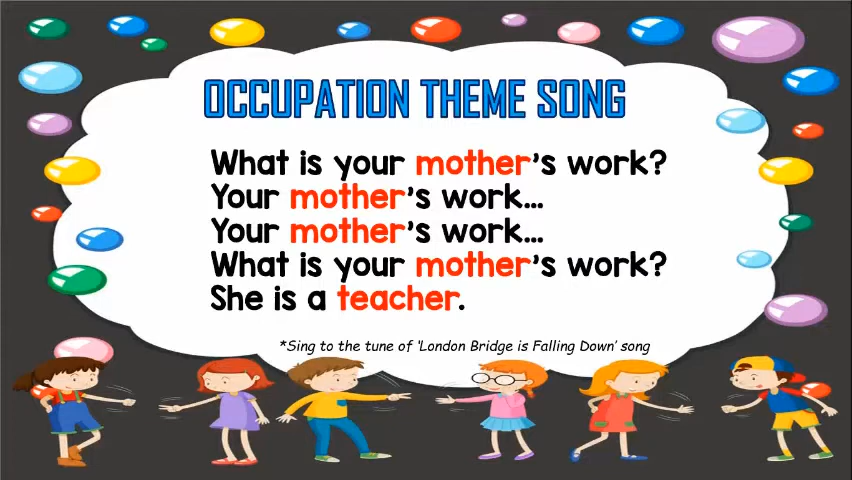 OCCUPATION THEME SONG
What is your mother's work?
Your mother's work...
Your mother's work...
What is your mother's work?
She is a teacher.
*Sing to the tune of 'London Bridge is Falling Down' song